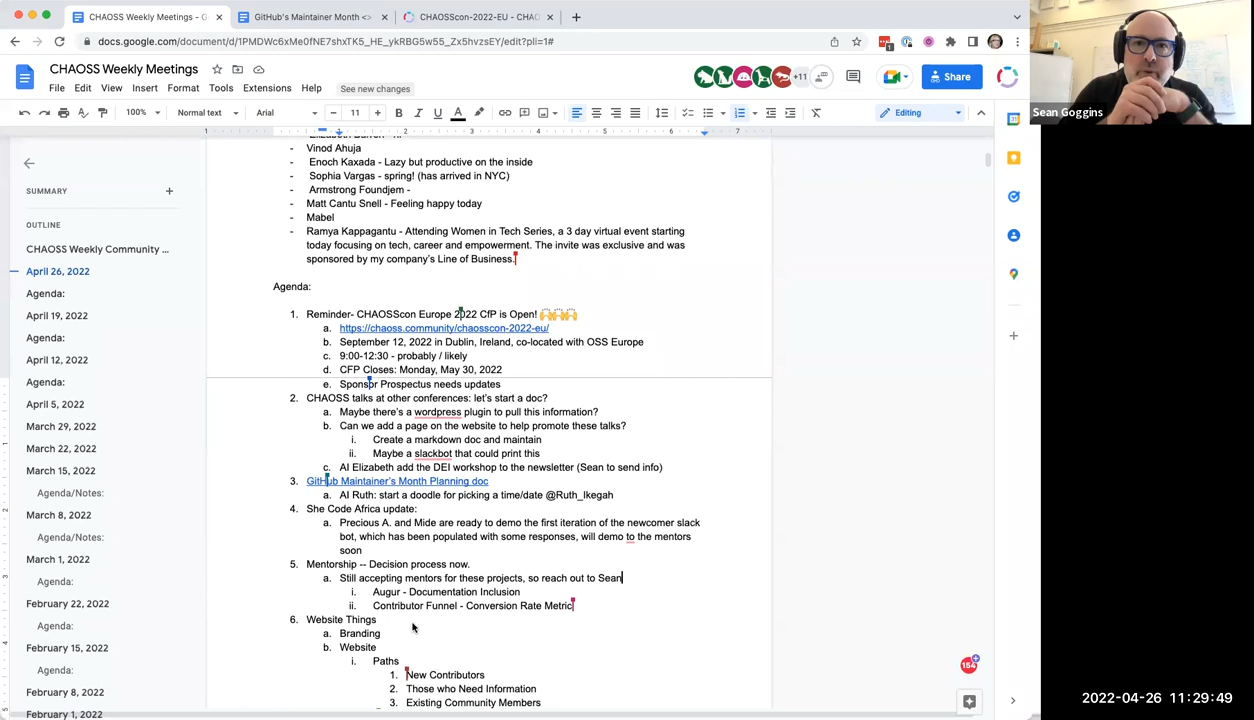 CHAOSS Weekly Meetings - G
GitHub's Maintainer Month <>
CHAOSScon-2022-EU - CHAO
docs.google.com/document/d/1PMDWc6xMe0fNE7shxTK5_HE_ykRBG5w55_Zx5hvzsEY/edit?pli=1#
CHAOSS Weekly Meetings
File Edit View Insert Format Tools Extensions Help
See new changes
+11
Share
100%
Normal text
Arial
11
Editing
1 2 3 4 5 6 7
SUMMARY
OUTLINE
CHAOSS Weekly Community ...
April 26, 2022
Agenda:
April 19, 2022
Agenda:
April 12, 2022
Agenda:
April 5, 2022
March 29, 2022
March 22, 2022
March 15, 2022
Agenda/Notes:
March 8, 2022
Agenda/Notes:
March 1, 2022
Agenda:
February 22, 2022
Agenda:
February 15, 2022
Agenda:
February 8, 2022
February 1, 2022
- Vinod Ahuja
- Enoch Kaxada - Lazy but productive on the inside
- Sophia Vargas - spring! (has arrived in NYC)
- Armstrong Foundjem -
- Matt Cantu Snell - Feeling happy today
- Mabel
- Ramya Kappagantu - Attending Women in Tech Series, a 3 day virtual event starting
today focusing on tech, career and empowerment. The invite was exclusive and was
sponsored by my company's Line of Business.
Agenda:
1. Reminder- CHAOSScon Europe 2022 CfP is Open! 🙌🙌🙌
a. https://chaoss.community/chaosscon-2022-eu/
b. September 12, 2022 in Dublin, Ireland, co-located with OSS Europe
c. 9:00-12:30 - probably / likely
d. CFP Closes: Monday, May 30, 2022
e. Sponsor Prospectus needs updates
2. CHAOSS talks at other conferences: let's start a doc?
a. Maybe there's a wordpress plugin to pull this information?
b. Can we add a page on the website to help promote these talks?
i. Create a markdown doc and maintain
ii. Maybe a slackbot that could print this
c. AI Elizabeth add the DEI workshop to the newsletter (Sean to send info)
3. GitHub Maintainer's Month Planning doc
a. AI Ruth: start a doodle for picking a time/date @Ruth_Ikegah
4. She Code Africa update:
a. Precious A. and Mide are ready to demo the first iteration of the newcomer slack
bot, which has been populated with some responses, will demo to the mentors
soon
5. Mentorship -- Decision process now.
a. Still accepting mentors for these projects, so reach out to Sean
i. Augur - Documentation Inclusion
ii. Contributor Funnel - Conversion Rate Metric
6. Website Things
a. Branding
b. Website
i. Paths
1. New Contributors
2. Those who Need Information
3. Existing Community Members
154
Sean Goggins
2022-04-26 11:29:49